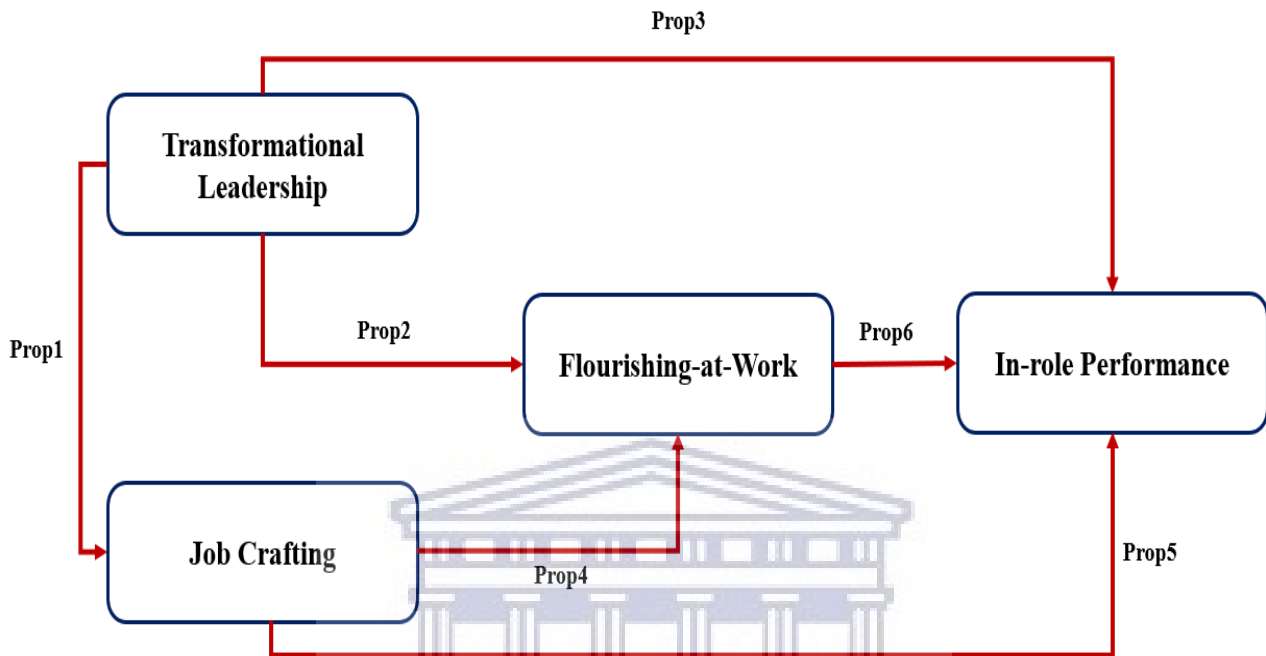 Prop3
Transformational
Leadership
Prop1
Prop2
Flourishing-at-Work
Prop6
In-role Performance
Job Crafting
Prop4
Prop5